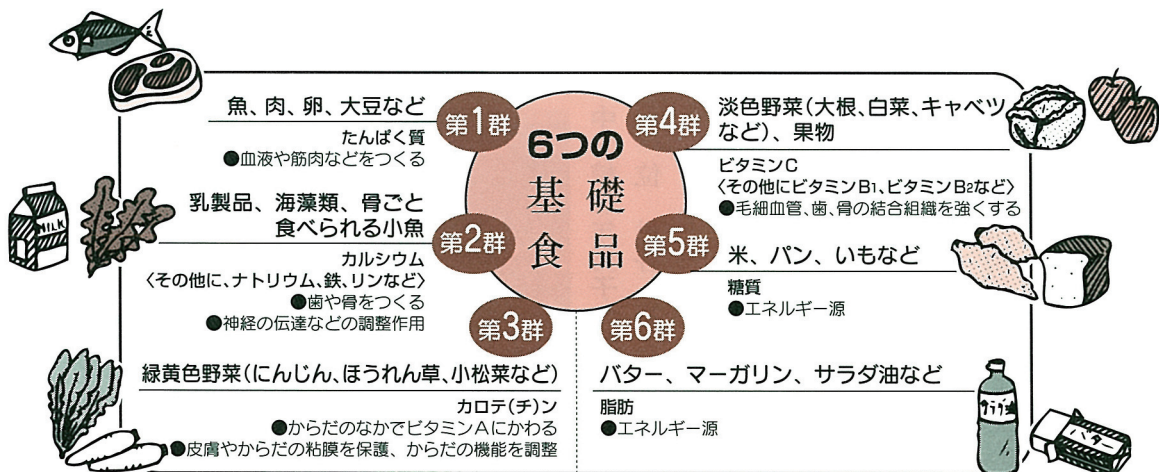 6つの
基礎
食品
第1群
魚、肉、卵、大豆など
たんぱく質
●血液や筋肉などをつくる
第2群
乳製品、海藻類、骨ごと
食べられる小魚
カルシウム
〈その他に、ナトリウム、鉄、リンなど〉
●歯や骨をつくる
●神経の伝達などの調整作用
MILK
第3群
緑黄色野菜(にんじん、ほうれん草、小松菜など)
カロテ(チ)ン
●からだのなかでビタミンAにかわる
●皮膚やからだの粘膜を保護、からだの機能を調整
第4群
淡色野菜(大根、白菜、キャベツ
など)、果物
ビタミンC
〈その他にビタミンB1、ビタミンB2など〉
●毛細血管、歯、骨の結合組織を強くする
第5群
米、パン、いもなど
糖質
●エネルギー源
第6群
バター、マーガリン、サラダ油など
脂肪
●エネルギー源
サラダ油
バター